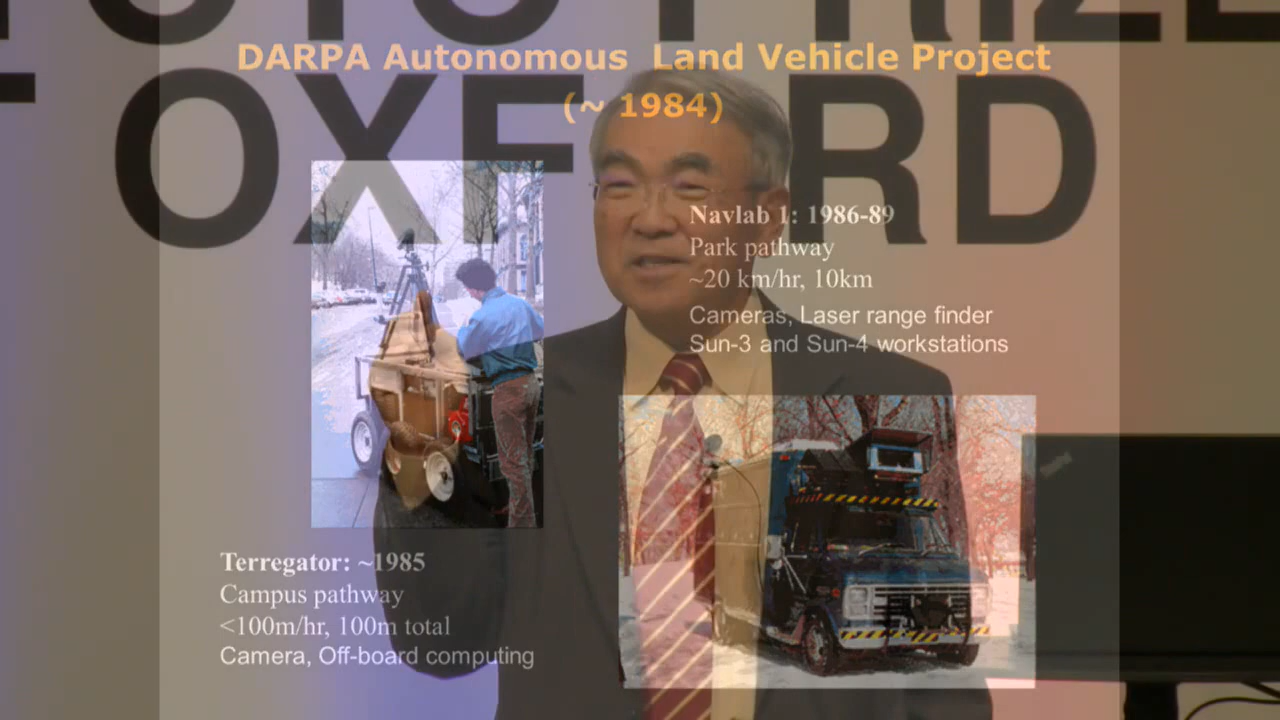 OXFORD
DARPA Autonomous Land Vehicle Project
(~ 1984)
Navlab 1: 1986-89
Park pathway
~20 km/hr, 10km
Cameras, Laser range finder
Sun-3 and Sun-4 workstations
Terregator: ~1985
Campus pathway
<100m/hr, 100m total
Camera, Off-board computing